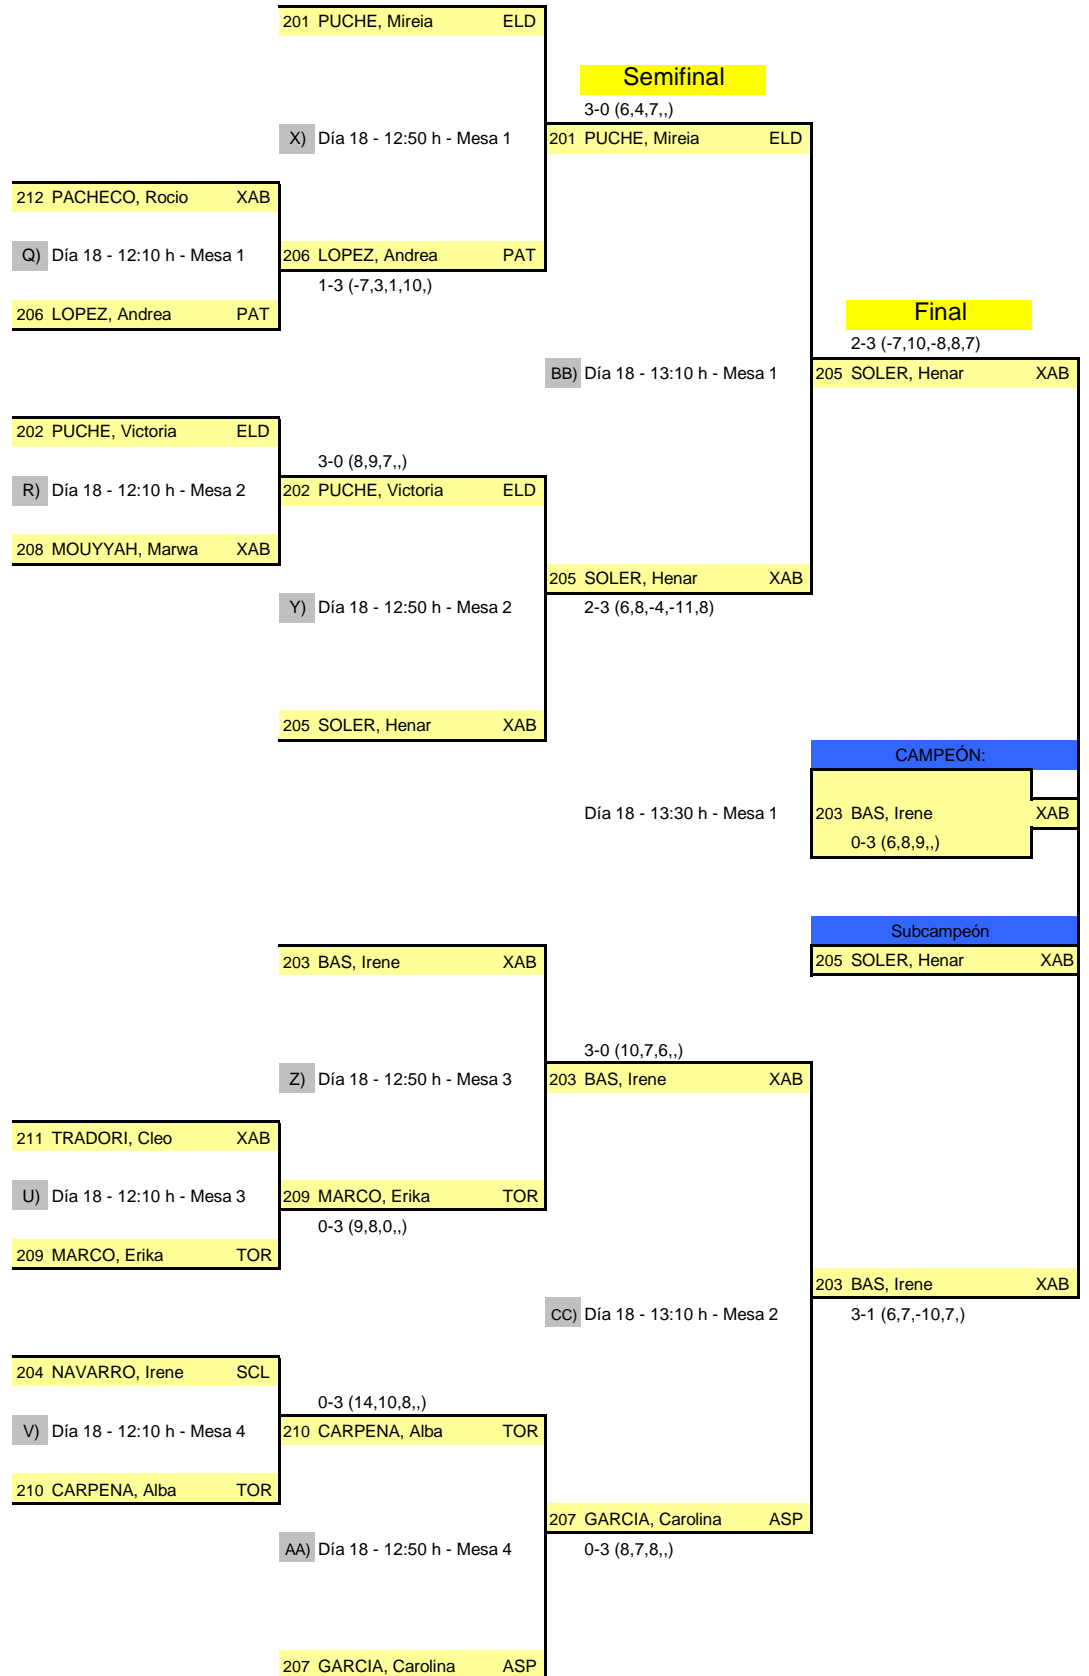 201 PUCHE, Mireia ELD
Semifinal
3-0 (6,4,7,,)
X) Día 18 - 12:50 h - Mesa 1
201 PUCHE, Mireia ELD
212 PACHECO, Rocio XAB
Q) Día 18 - 12:10 h - Mesa 1
206 LOPEZ, Andrea PAT
1-3 (-7,3,1,10,)
206 LOPEZ, Andrea PAT
Final
2-3 (-7,10,-8,8,7)
BB) Día 18 - 13:10 h - Mesa 1
205 SOLER, Henar XAB
202 PUCHE, Victoria ELD
3-0 (8,9,7,,)
R) Día 18 - 12:10 h - Mesa 2
202 PUCHE, Victoria ELD
208 MOUYYAH, Marwa XAB
205 SOLER, Henar XAB
Y) Día 18 - 12:50 h - Mesa 2
2-3 (6,8,-4,-11,8)
205 SOLER, Henar XAB
CAMPEÓN:
Día 18 - 13:30 h - Mesa 1
203 BAS, Irene XAB
0-3 (6,8,9,,)
Subcampeón
203 BAS, Irene XAB
205 SOLER, Henar XAB
3-0 (10,7,6,,)
Z) Día 18 - 12:50 h - Mesa 3
203 BAS, Irene XAB
211 TRADORI, Cleo XAB
U) Día 18 - 12:10 h - Mesa 3
209 MARCO, Erika TOR
0-3 (9,8,0,,)
209 MARCO, Erika TOR
203 BAS, Irene XAB
CC) Día 18 - 13:10 h - Mesa 2
3-1 (6,7,-10,7,)
204 NAVARRO, Irene SCL
0-3 (14,10,8,,)
V) Día 18 - 12:10 h - Mesa 4
210 CARPENA, Alba TOR
210 CARPENA, Alba TOR
207 GARCIA, Carolina ASP
AA) Día 18 - 12:50 h - Mesa 4
0-3 (8,7,8,,)
207 GARCIA, Carolina ASP